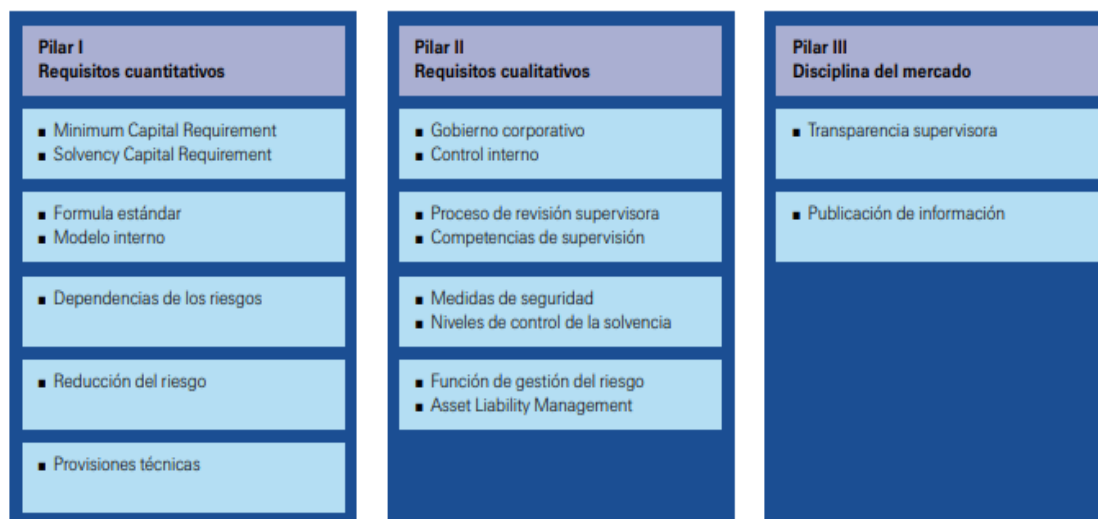 Pilar I
Requisitos cuantitativos
▪ Minimum Capital Requirement
▪ Solvency Capital Requirement
▪ Formula estándar
▪ Modelo interno
▪ Dependencias de los riesgos
▪ Reducción del riesgo
▪ Provisiones técnicas
Pilar II
Requisitos cualitativos
▪ Gobierno corporativo
▪ Control interno
▪ Proceso de revisión supervisora
▪ Competencias de supervisión
▪ Medidas de seguridad
▪ Niveles de control de la solvencia
▪ Función de gestión del riesgo
▪ Asset Liability Management
Pilar III
Disciplina del mercado
▪ Transparencia supervisora
▪ Publicación de información